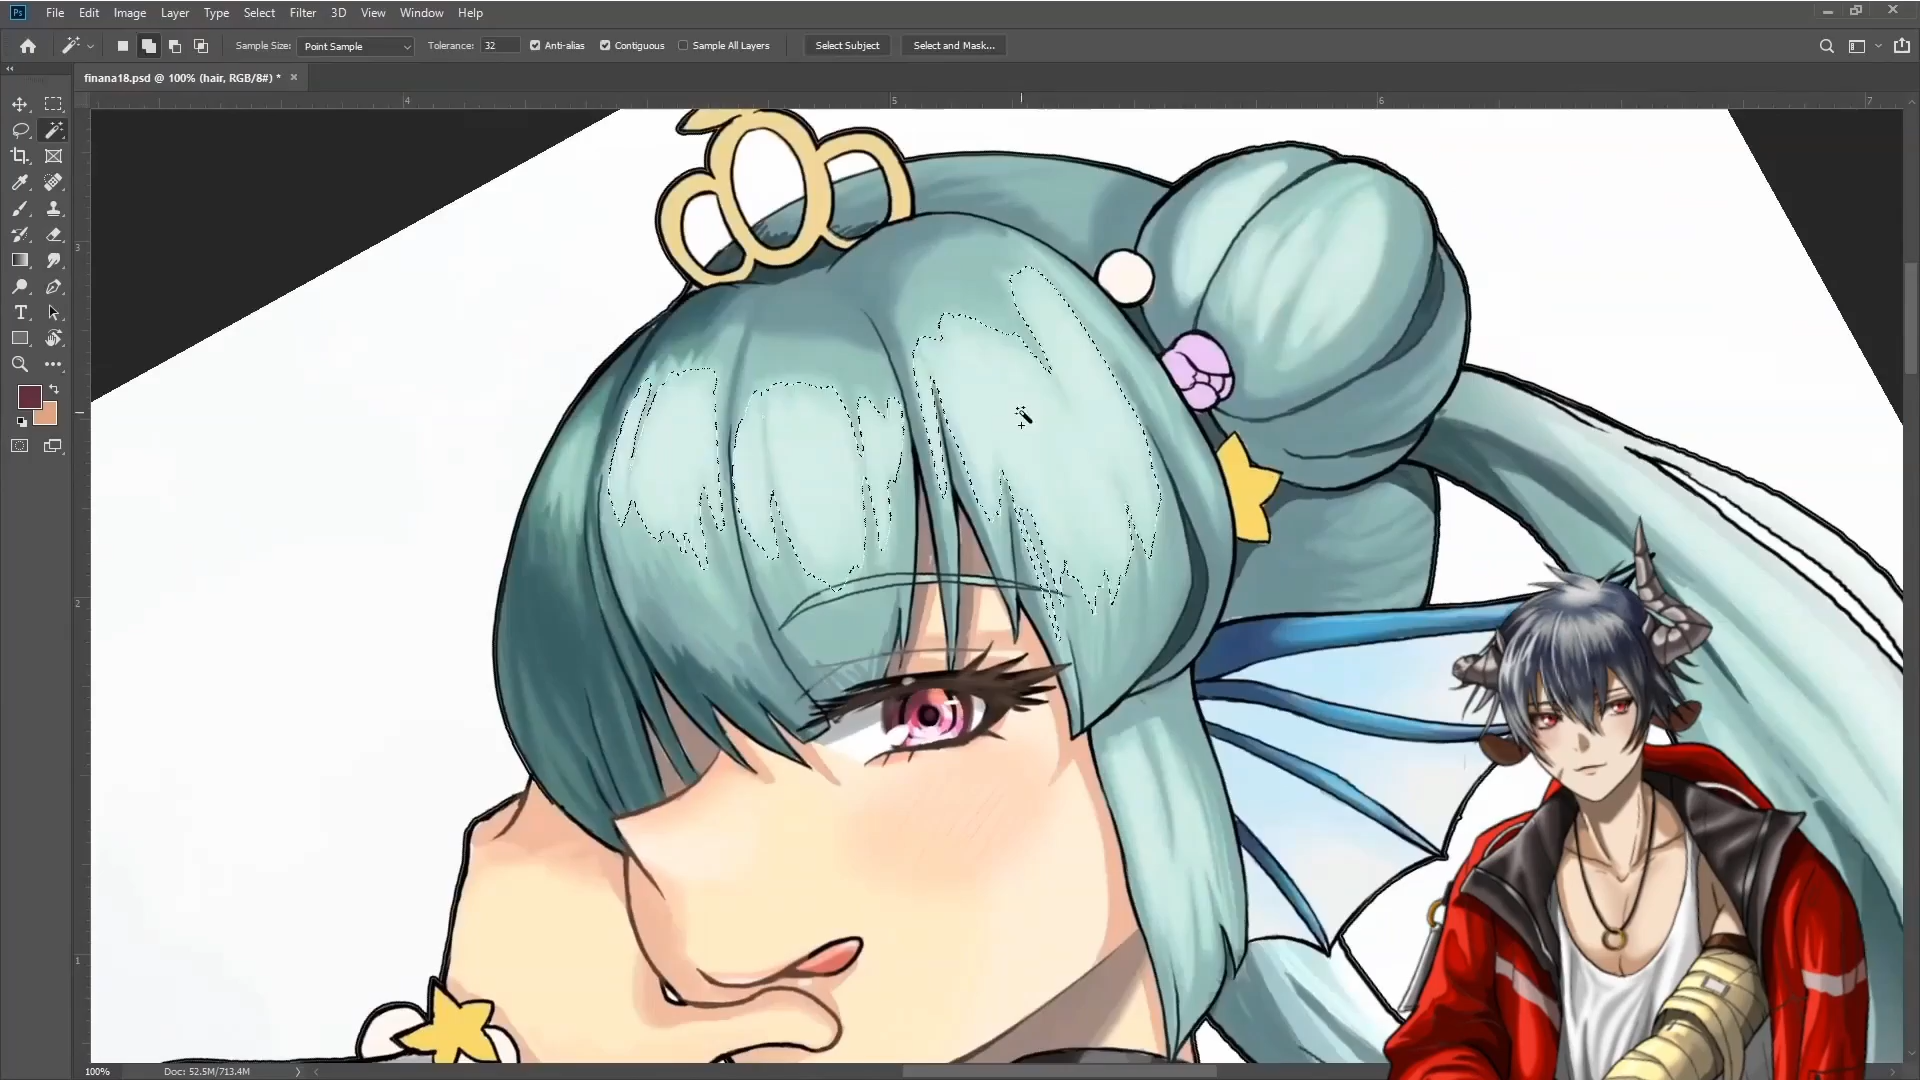 Ps File Edit Image Layer Type Select Filter 3D View Window Help
Sample Size: Point Sample Tolerance: 32 Anti-alias Contiguous Sample All Layers Select Subject Select and Mask...
finana18.psd @ 100% (hair, RGB/8#) *
4 5 6 7
3
2
1
T
100% Doc: 52.5M/713.4M